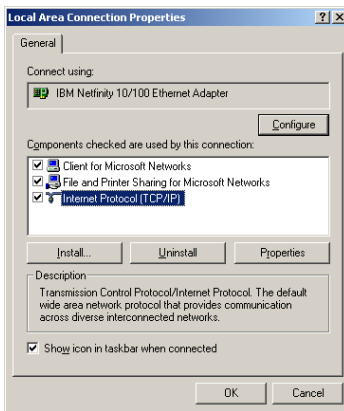 Local Area Connection Properties
General
Connect using:
IBM Netfinity 10/100 Ethernet Adapter
Configure
Components checked are used by this connection:
Client for Microsoft Networks
File and Printer Sharing for Microsoft Networks
Internet Protocol (TCP/IP)
Install... Uninstall Properties
Description
Transmission Control Protocol/Internet Protocol. The default
wide area network protocol that provides communication
across diverse interconnected networks.
Show icon in taskbar when connected
OK Cancel